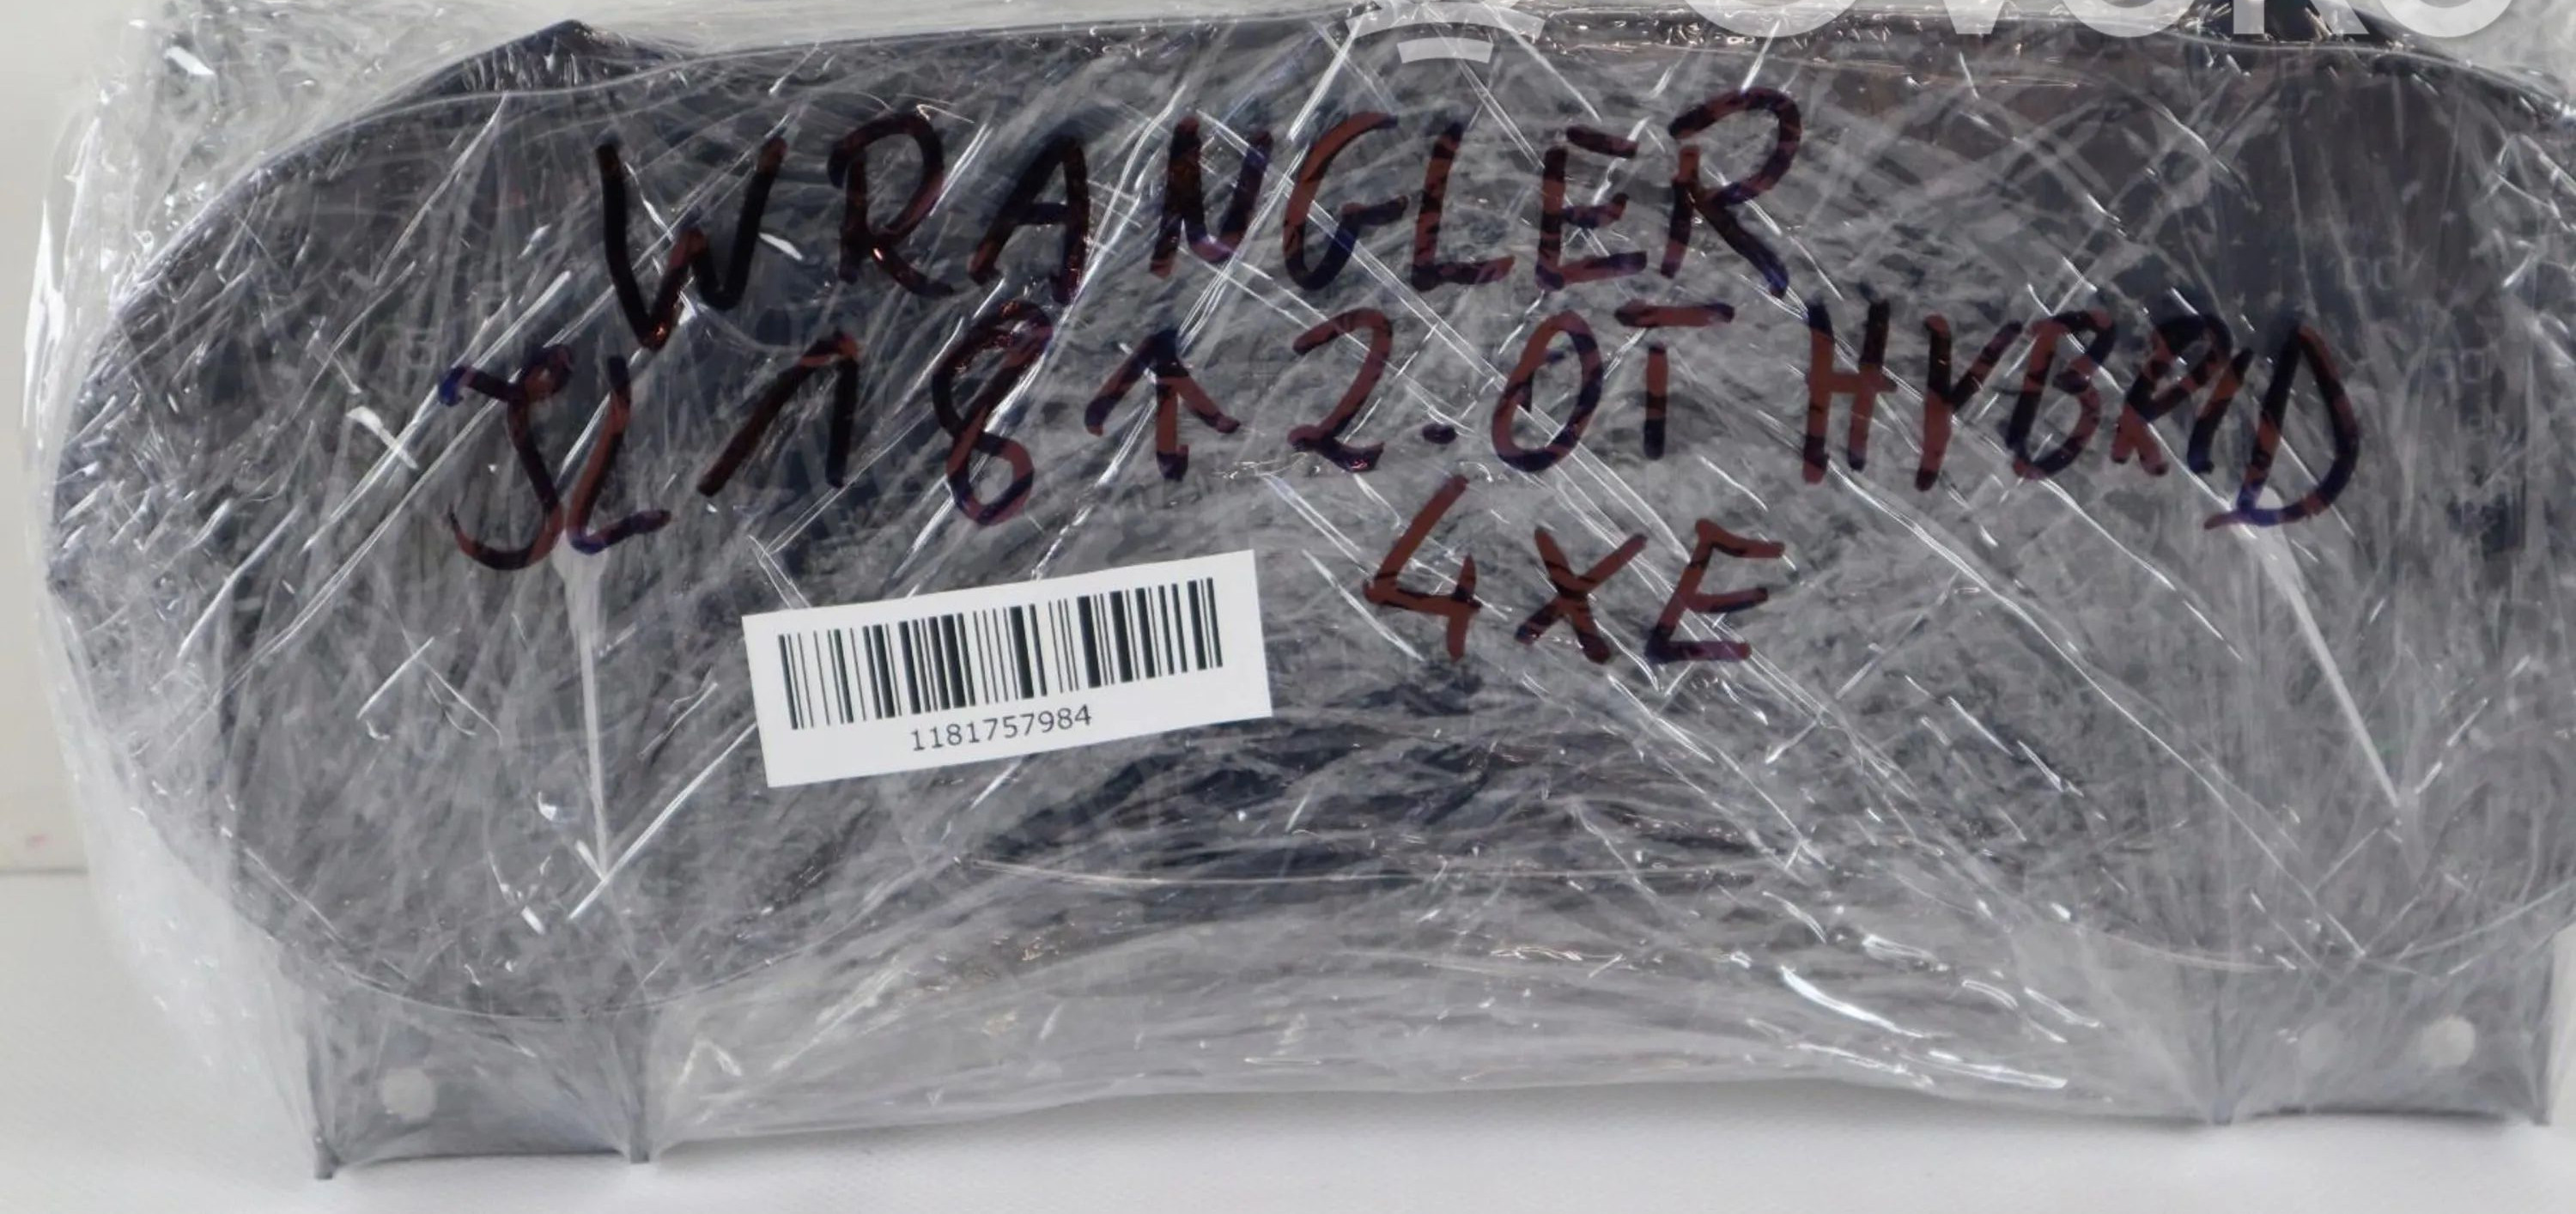 WRANGLER
JL 18↑ 2.0T HYBRID
4XE
1181757984